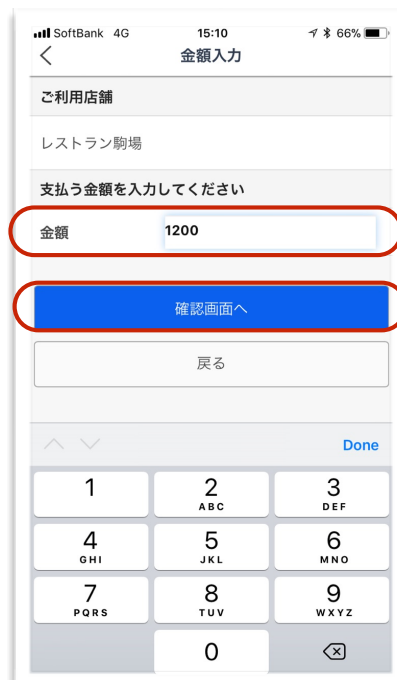 SoftBank 4G 15:10 66%
金額入力
ご利用店舗
レストラン駒場
支払う金額を入力してください
金額 1200
確認画面へ
戻る
Done
1 2 3
ABC DEF
4 5 6
GHI JKL MNO
7 8 9
PQRS TUV WXYZ
0